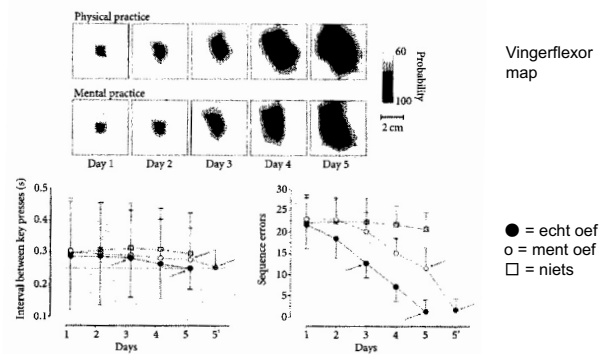 Physical practice
60
Probability
100
2 cm
Mental practice
Day 1 Day 2 Day 3 Day 4 Day 5
Vingerflexor
map
Interval between key presses (s)
0.5
0.4
0.3
0.2
0.1
1 2 3 4 5 5'
Days
Sequence errors
30
25
20
15
10
5
0
1 2 3 4 5 5'
Days
● = echt oef
o = ment oef
□ = niets